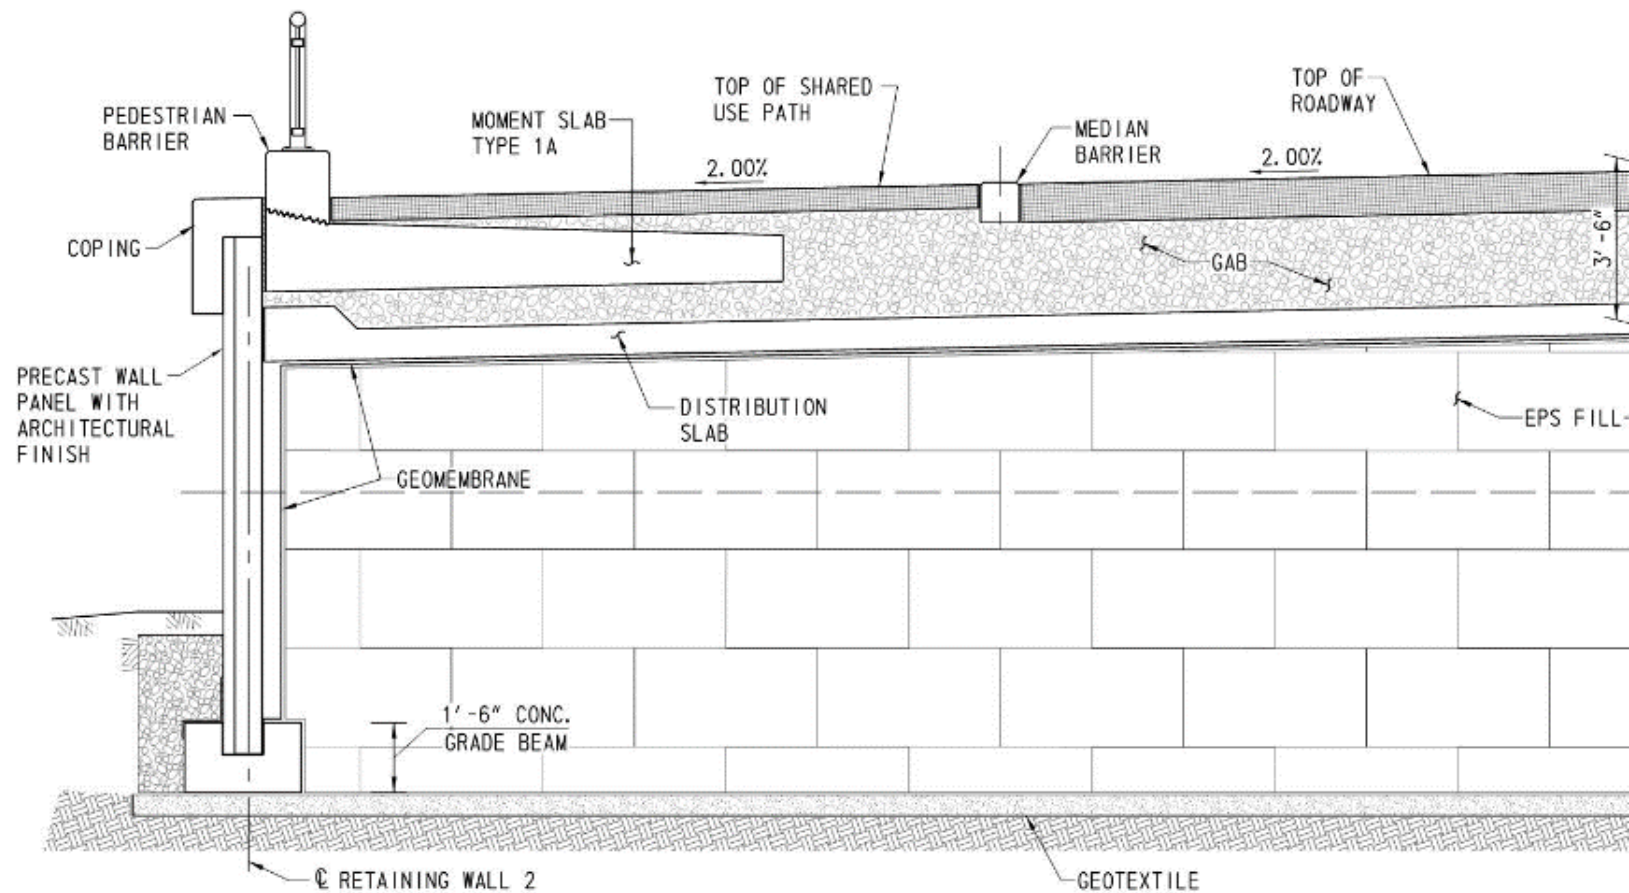 PEDESTRIAN
BARRIER
MOMENT SLAB
TYPE 1A
TOP OF SHARED
USE PATH
TOP OF
ROADWAY
MEDIAN
BARRIER
2.00%
2.00%
COPING
GAB
3'-6"
PRECAST WALL
PANEL WITH
ARCHITECTURAL
FINISH
DISTRIBUTION
SLAB
EPS FILL
GEOMEMBRANE
1'-6" CONC.
GRADE BEAM
℄ RETAINING WALL 2
GEOTEXTILE